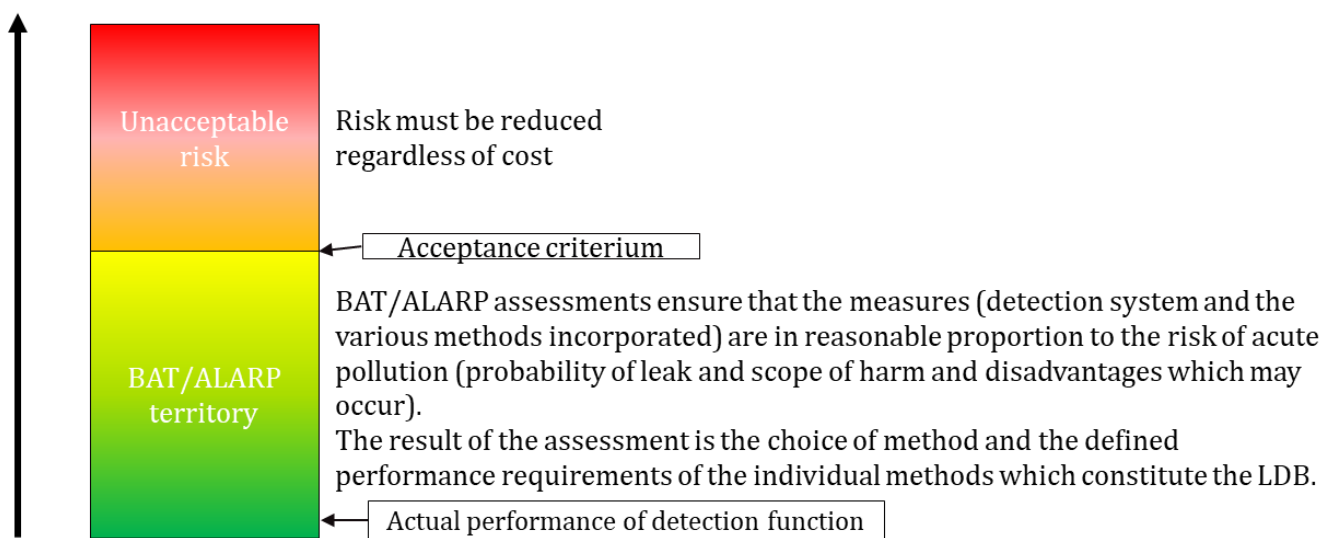 Unacceptable
risk
Risk must be reduced
regardless of cost
Acceptance criterium
BAT/ALARP
territory
BAT/ALARP assessments ensure that the measures (detection system and the
various methods incorporated) are in reasonable proportion to the risk of acute
pollution (probability of leak and scope of harm and disadvantages which may
occur).
The result of the assessment is the choice of method and the defined
performance requirements of the individual methods which constitute the LDB.
Actual performance of detection function